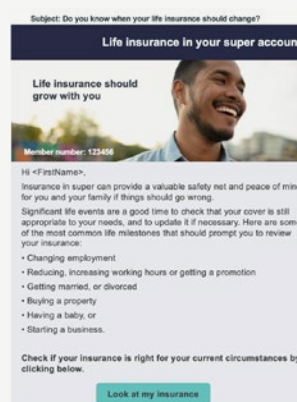 Subject: Do you know when your life insurance should change?
Life insurance in your super accoun
Life insurance should
grow with you
Member number: 123456
Hi <FirstName>,
Insurance in super can provide a valuable safety net and peace of min
for you and your family if things should go wrong.
Significant life events are a good time to check that your cover is still
appropriate to your needs, and to update it if necessary. Here are som
of the most common life milestones that should prompt you to review
your insurance:
• Changing employment
• Reducing, increasing working hours or getting a promotion
• Getting married, or divorced
• Buying a property
• Having a baby, or
• Starting a business.
Check if your insurance is right for your current circumstances by
clicking below.
Look at my insurance